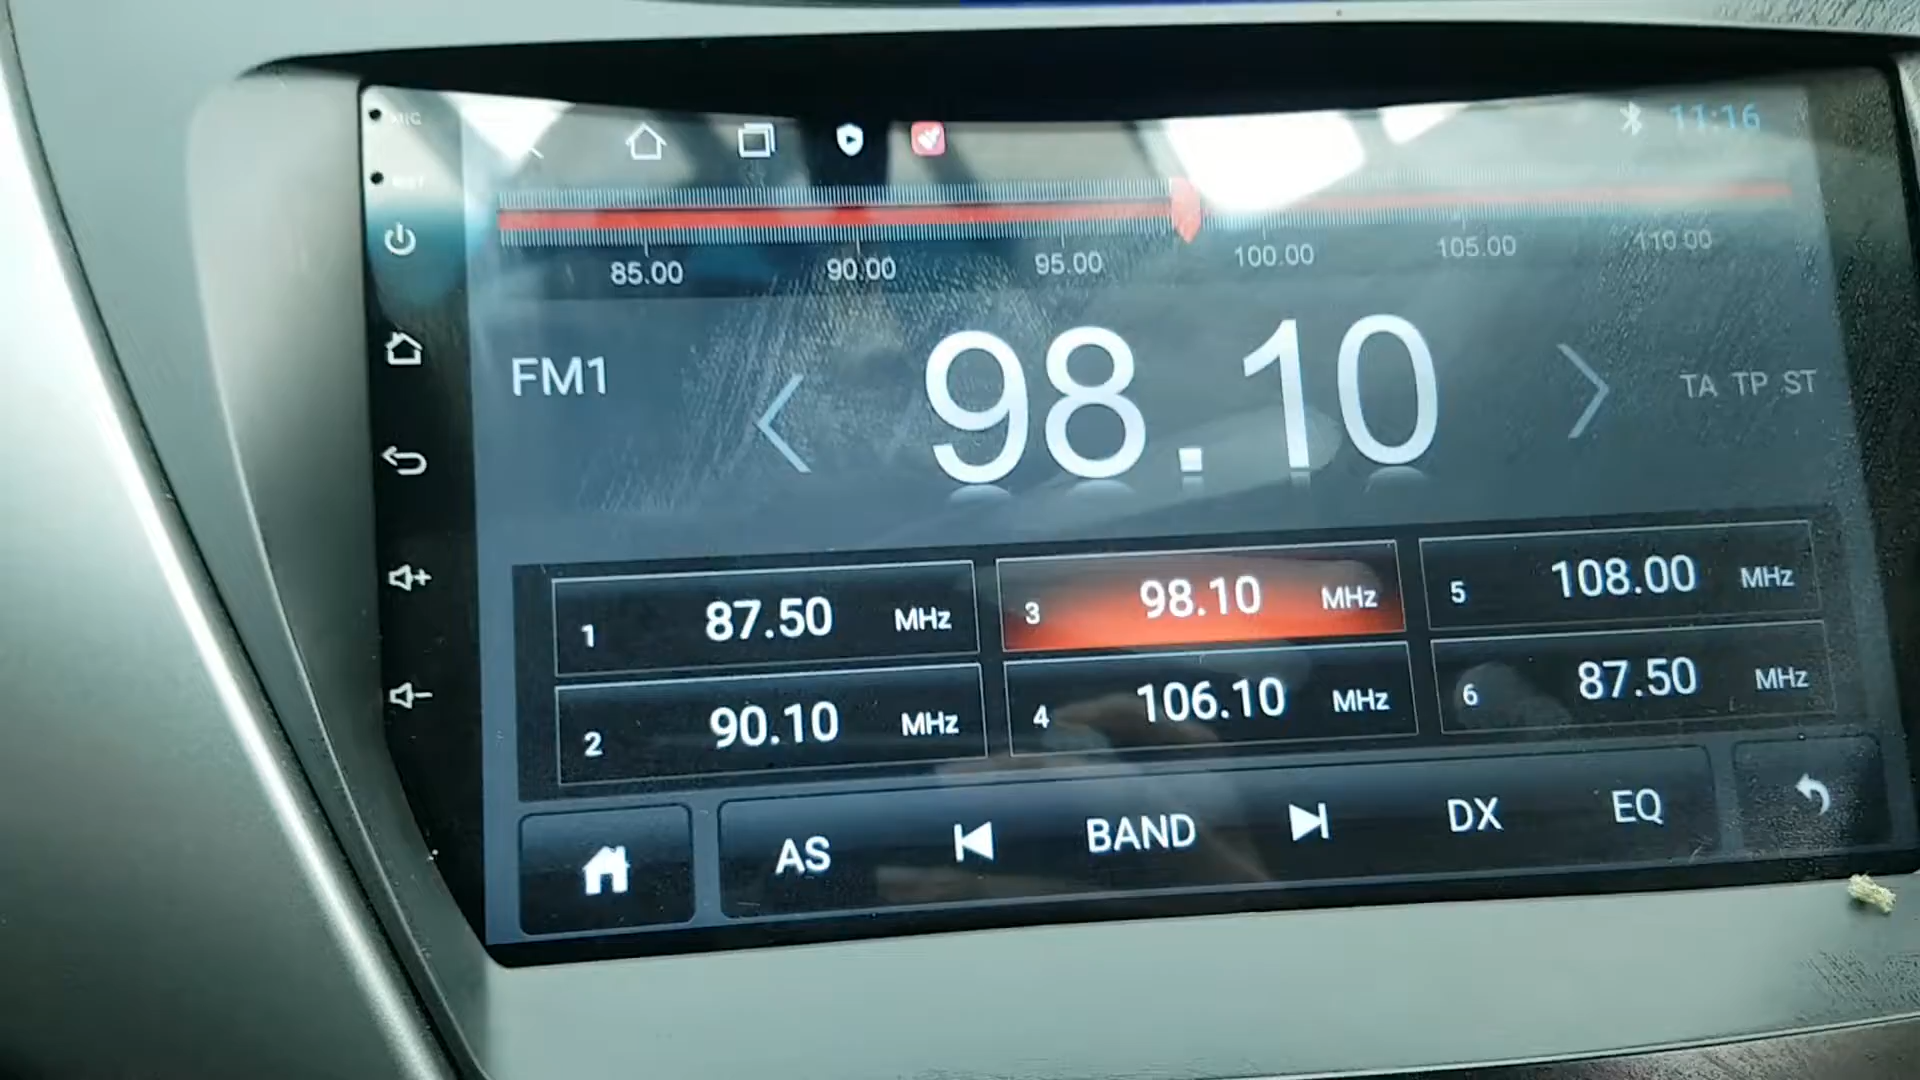 MIC
11:16
RST
85.00 90.00 95.00 100.00 105.00 110.00
FM1
98.10
TA TP ST
1 87.50 MHz
3 98.10 MHz
5 108.00 MHz
2 90.10 MHz
4 106.10 MHz
6 87.50 MHz
AS BAND DX EQ